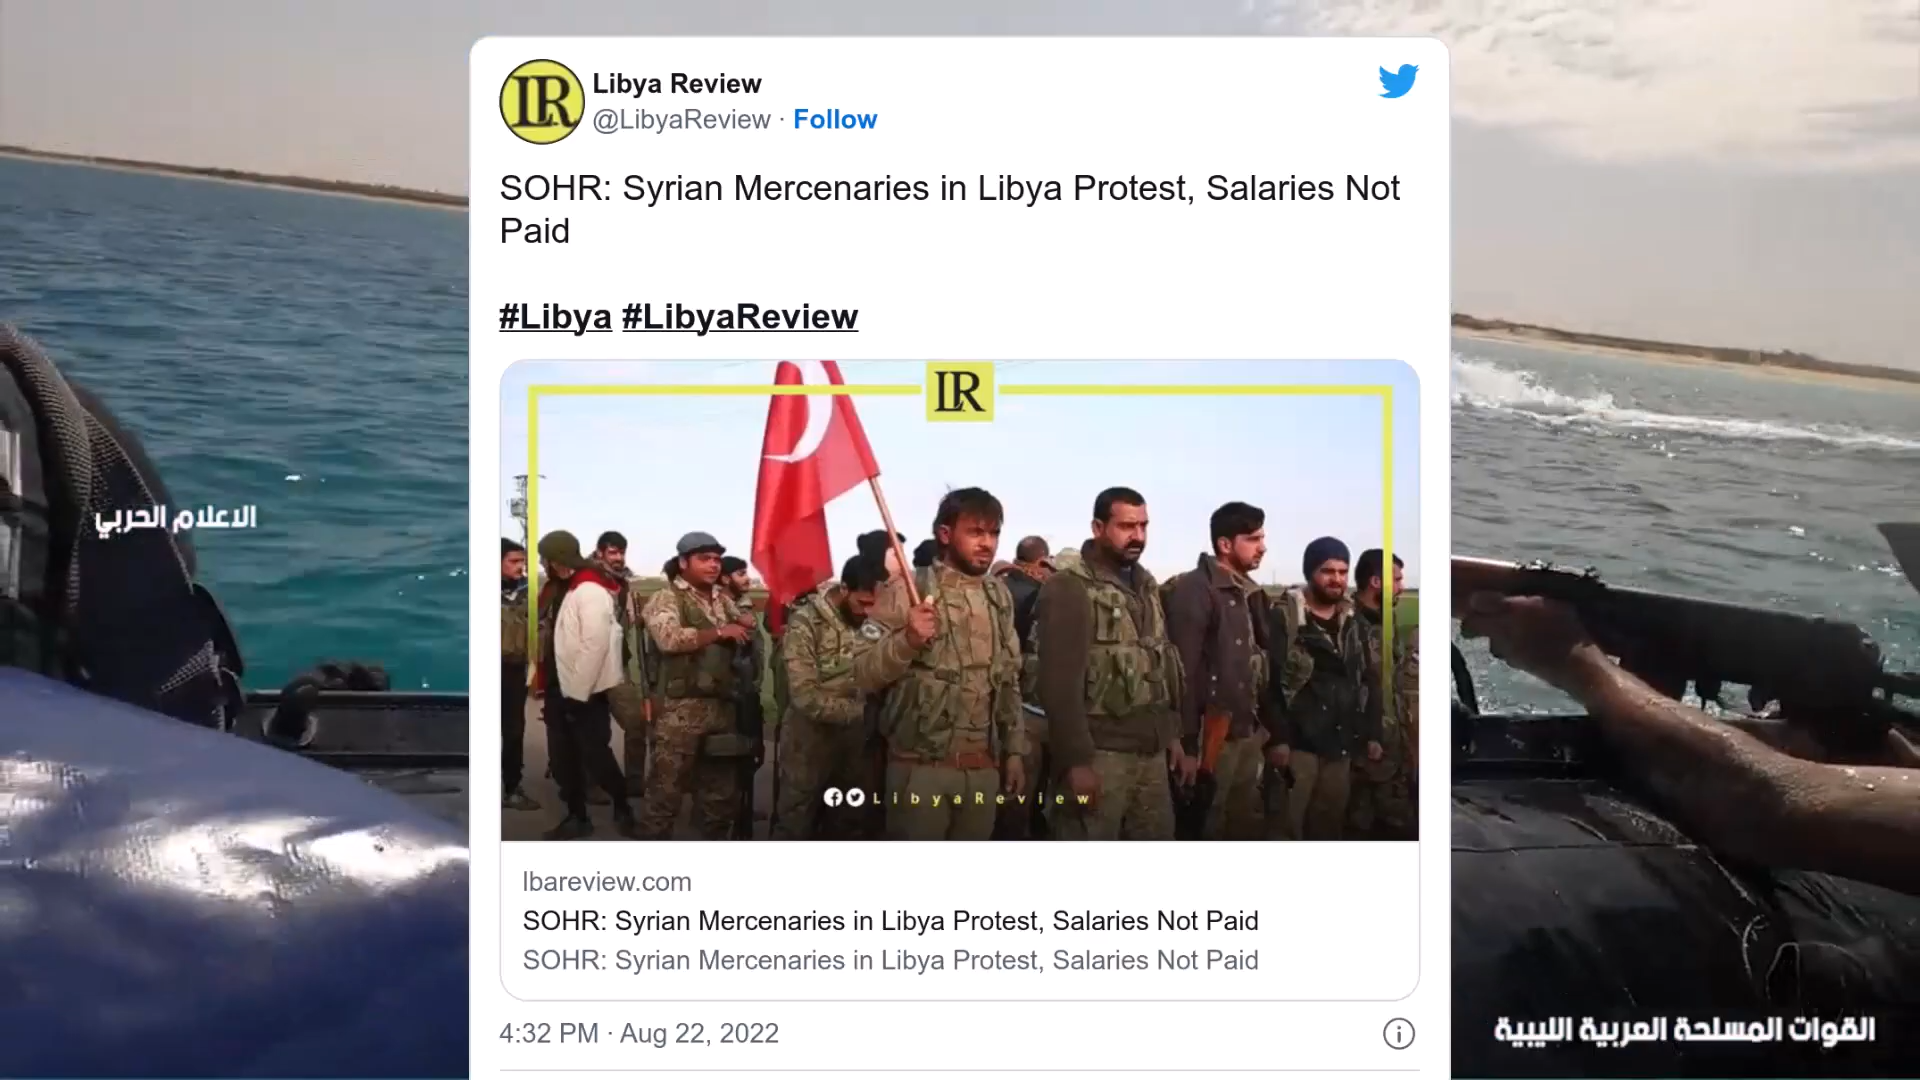 LR
Libya Review
@LibyaReview · Follow
SOHR: Syrian Mercenaries in Libya Protest, Salaries Not
Paid
#Libya #LibyaReview
LR
الاعلام الحربي
LibyaReview
lbareview.com
SOHR: Syrian Mercenaries in Libya Protest, Salaries Not Paid
SOHR: Syrian Mercenaries in Libya Protest, Salaries Not Paid
4:32 PM · Aug 22, 2022
القوات المسلحة العربية الليبية